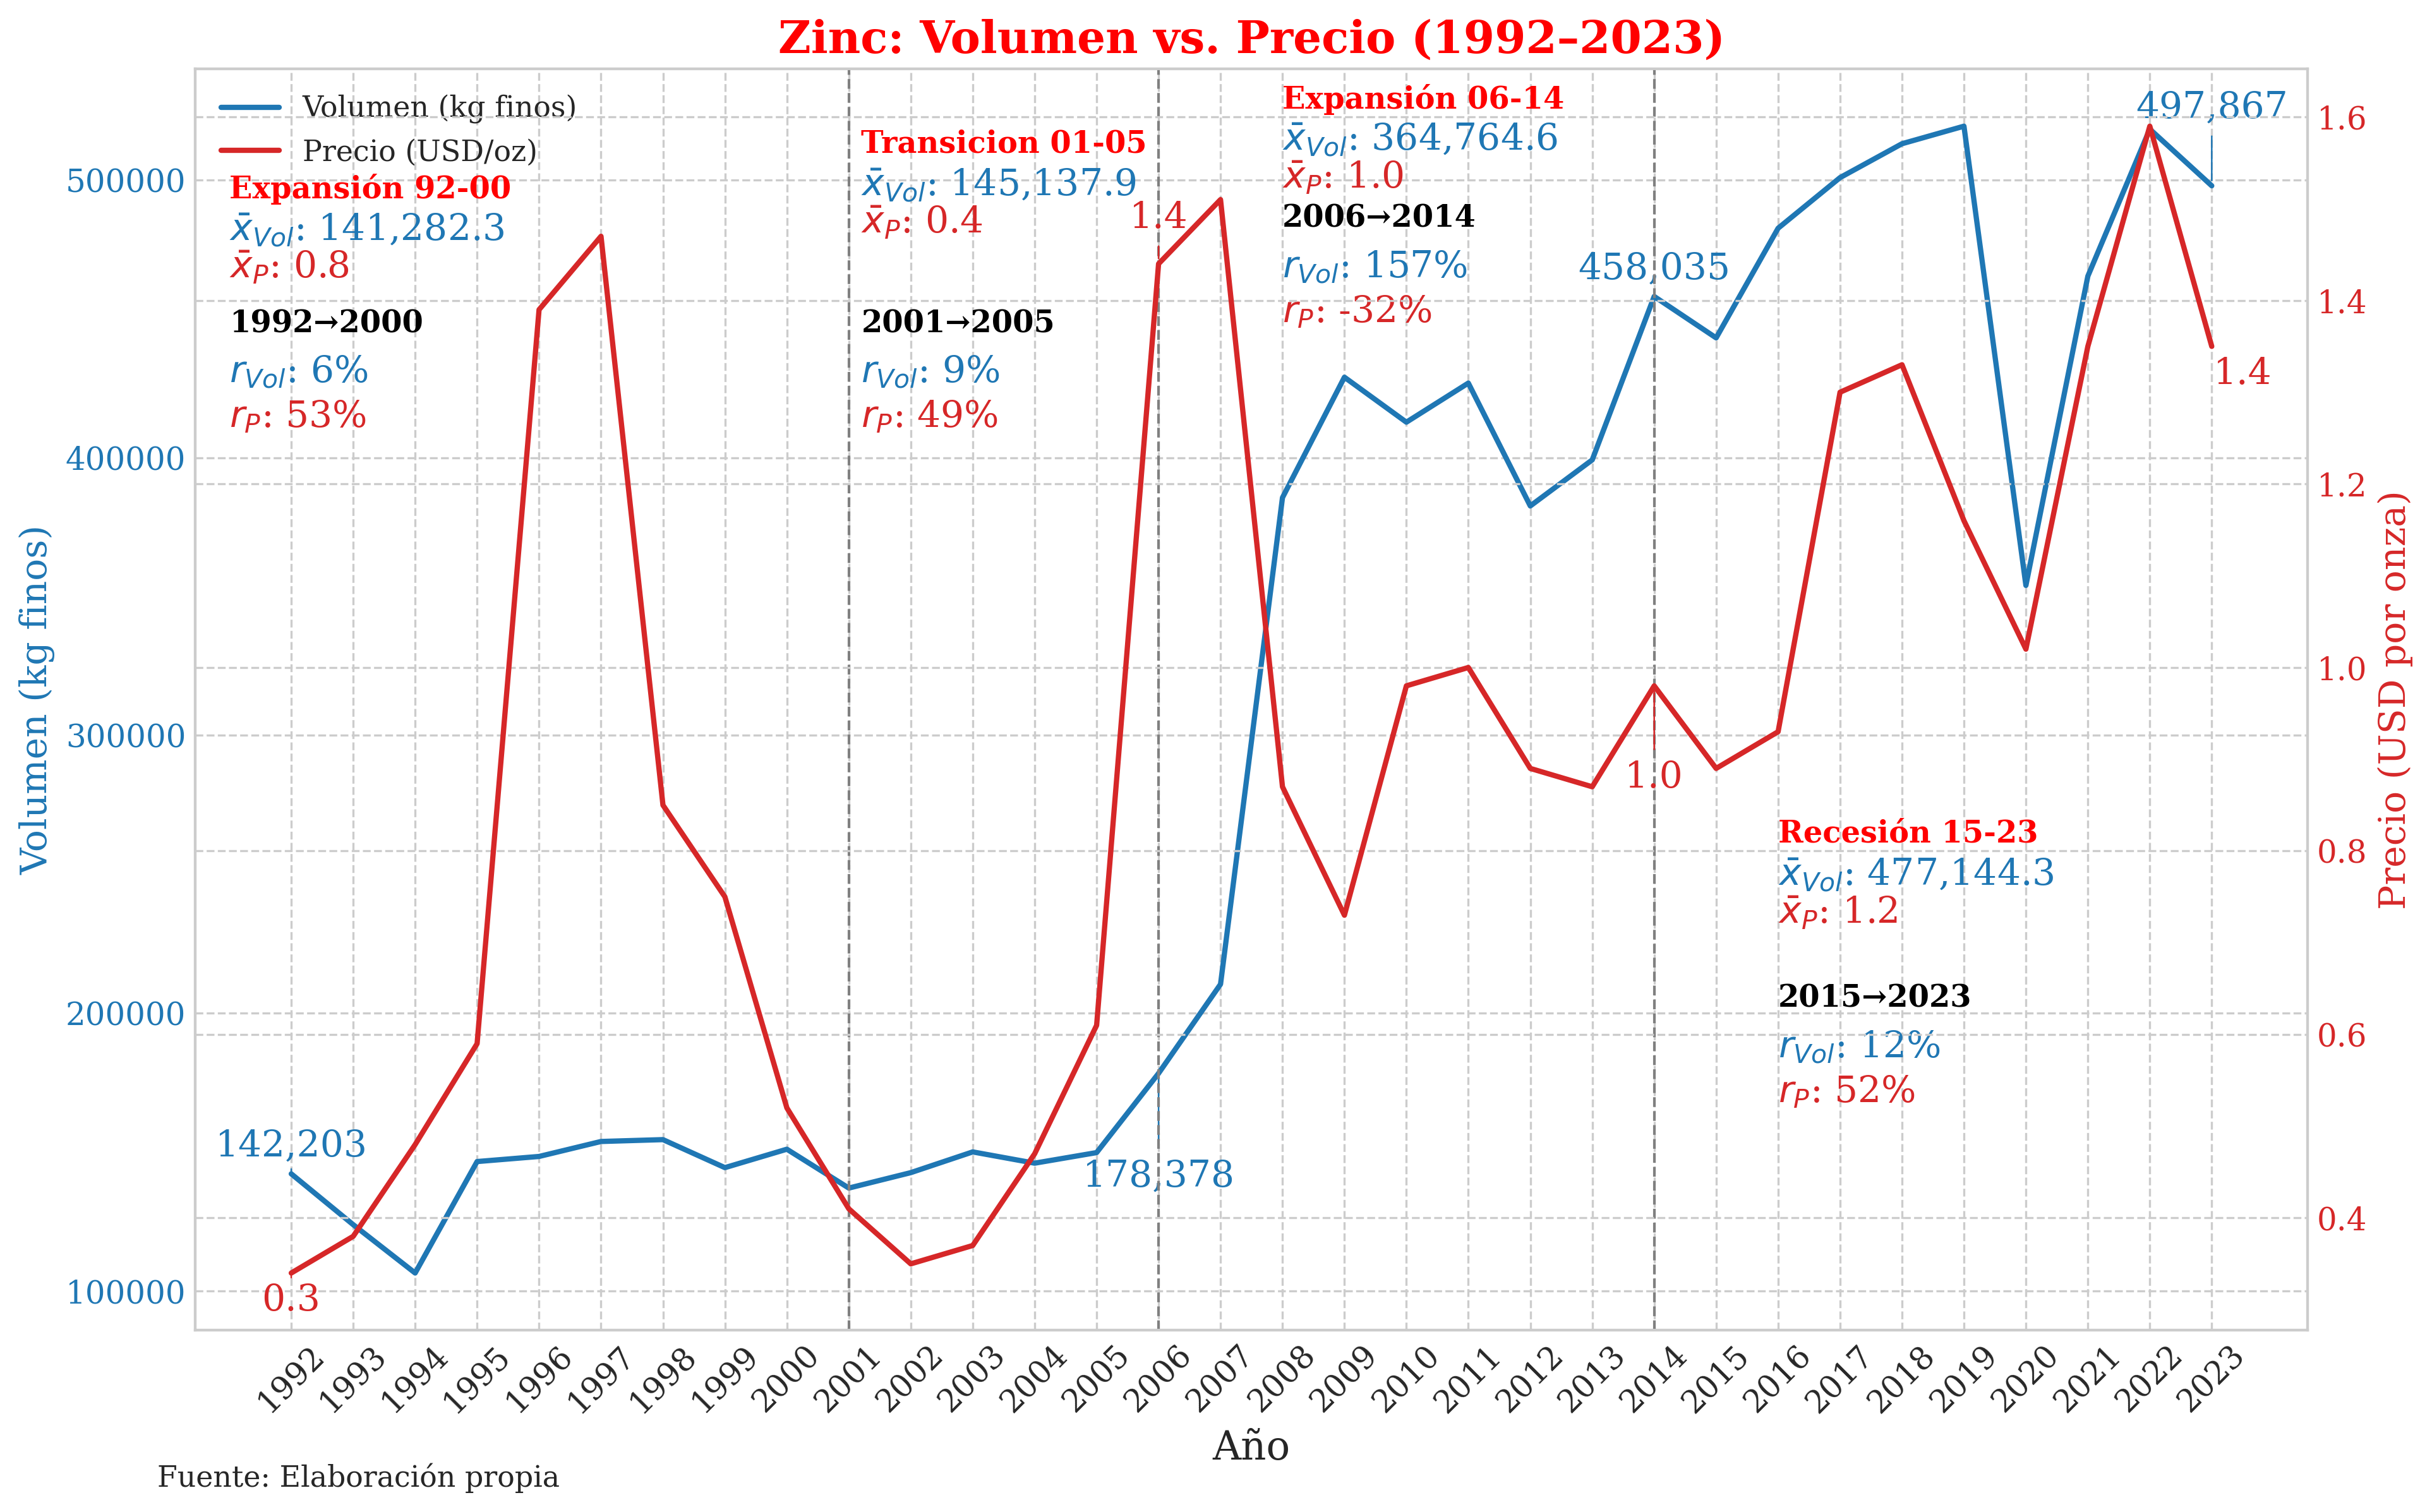 Zinc: Volumen vs. Precio (1992–2023)
Volumen (kg finos)
Precio (USD/oz)
Expansión 92-00
x̄Vol: 141,282.3
x̄P: 0.8
1992→2000
rVol: 6%
rP: 53%
Transicion 01-05
x̄Vol: 145,137.9
x̄P: 0.4
2001→2005
rVol: 9%
rP: 49%
Expansión 06-14
x̄Vol: 364,764.6
x̄P: 1.0
2006→2014
rVol: 157%
rP: -32%
Recesión 15-23
x̄Vol: 477,144.3
x̄P: 1.2
2015→2023
rVol: 12%
rP: 52%
142,203
0.3
178,378
1.4
458,035
1.0
497,867
1.4
Volumen (kg finos)
500000
400000
300000
200000
100000
Precio (USD por onza)
1.6
1.4
1.2
1.0
0.8
0.6
0.4
1992 1993 1994 1995 1996 1997 1998 1999 2000 2001 2002 2003 2004 2005 2006 2007 2008 2009 2010 2011 2012 2013 2014 2015 2016 2017 2018 2019 2020 2021 2022 2023
Año
Fuente: Elaboración propia